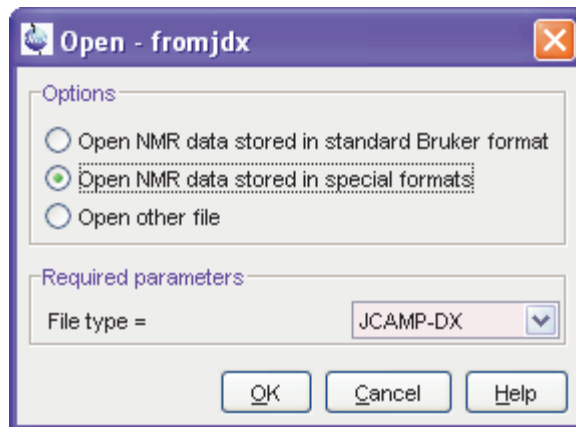 Open - fromjdx
Options
Open NMR data stored in standard Bruker format
Open NMR data stored in special formats
Open other file
Required parameters
File type = JCAMP-DX
OK Cancel Help